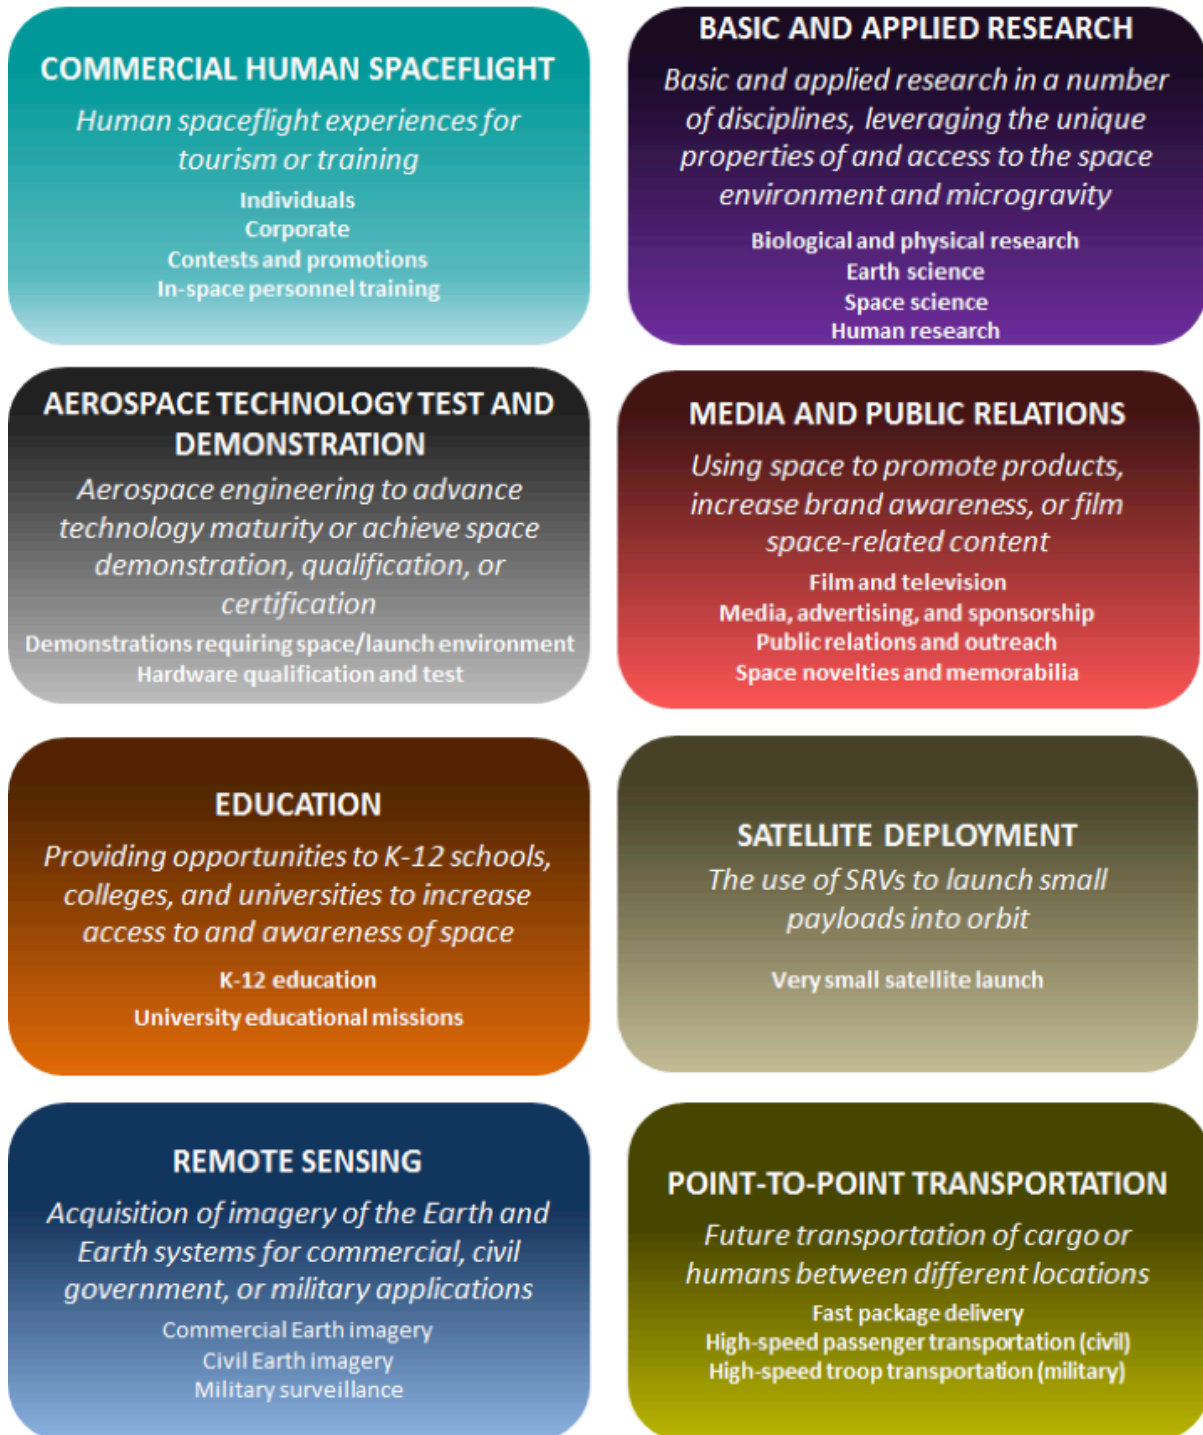 COMMERCIAL HUMAN SPACEFLIGHT
Human spaceflight experiences for
tourism or training
Individuals
Corporate
Contests and promotions
In-space personnel training
BASIC AND APPLIED RESEARCH
Basic and applied research in a number
of disciplines, leveraging the unique
properties of and access to the space
environment and microgravity
Biological and physical research
Earth science
Space science
Human research
AEROSPACE TECHNOLOGY TEST AND
DEMONSTRATION
Aerospace engineering to advance
technology maturity or achieve space
demonstration, qualification, or
certification
Demonstrations requiring space/launch environment
Hardware qualification and test
MEDIA AND PUBLIC RELATIONS
Using space to promote products,
increase brand awareness, or film
space-related content
Film and television
Media, advertising, and sponsorship
Public relations and outreach
Space novelties and memorabilia
EDUCATION
Providing opportunities to K-12 schools,
colleges, and universities to increase
access to and awareness of space
K-12 education
University educational missions
SATELLITE DEPLOYMENT
The use of SRVs to launch small
payloads into orbit
Very small satellite launch
REMOTE SENSING
Acquisition of imagery of the Earth and
Earth systems for commercial, civil
government, or military applications
Commercial Earth imagery
Civil Earth imagery
Military surveillance
POINT-TO-POINT TRANSPORTATION
Future transportation of cargo or
humans between different locations
Fast package delivery
High-speed passenger transportation (civil)
High-speed troop transportation (military)